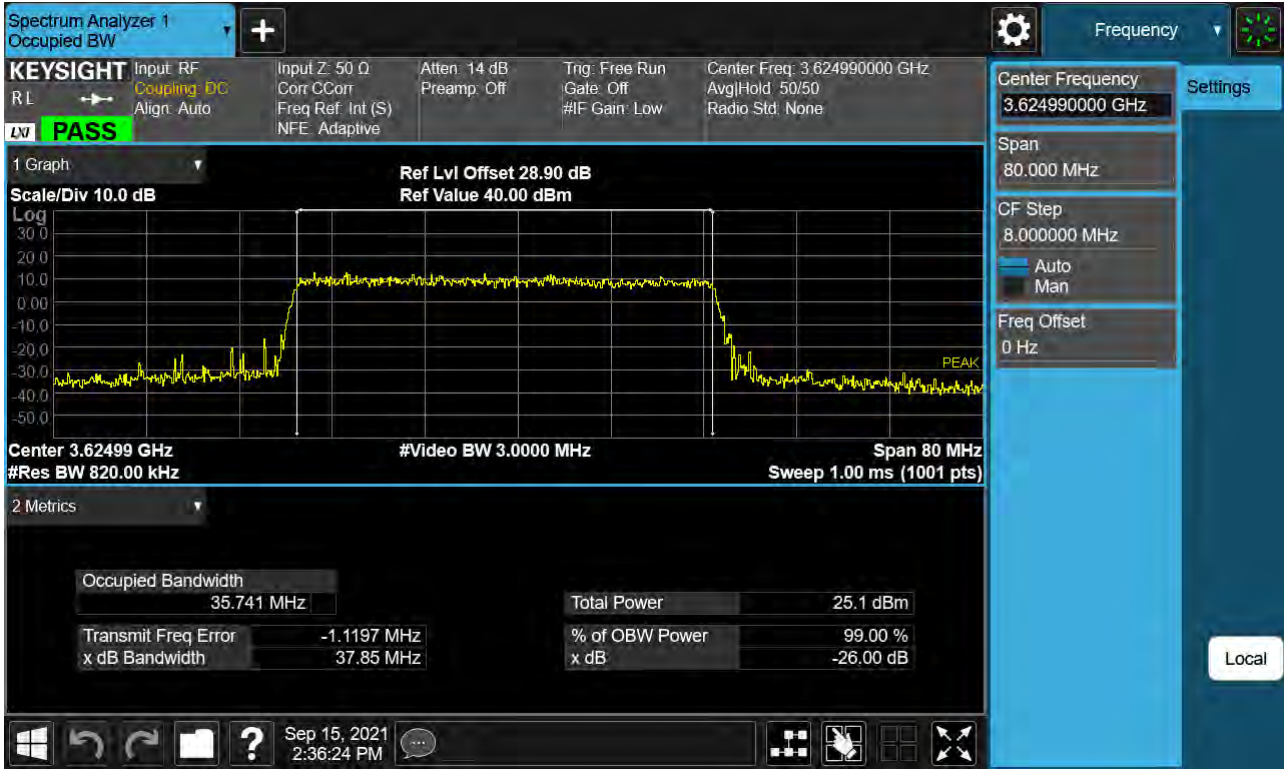 Spectrum Analyzer 1
Occupied BW
Frequency
KEYSIGHT
R L
LXI
PASS
Input: RF
Coupling: DC
Align: Auto
Input Z: 50 Ω
Corr CCorr
Freq Ref: Int (S)
NFE: Adaptive
Atten: 14 dB
Preamp: Off
Trig: Free Run
Gate: Off
#IF Gain: Low
Center Freq: 3.624990000 GHz
Avg|Hold: 50/50
Radio Std: None
Center Frequency
3.624990000 GHz
Settings
Span
80.000 MHz
CF Step
8.000000 MHz
Auto
Man
Freq Offset
0 Hz
1 Graph
Scale/Div 10.0 dB
Ref Lvl Offset 28.90 dB
Ref Value 40.00 dBm
Log
30.0
20.0
10.0
0.00
-10.0
-20.0
-30.0
-40.0
-50.0
PEAK
Center 3.62499 GHz
#Video BW 3.0000 MHz
Span 80 MHz
#Res BW 820.00 kHz
Sweep 1.00 ms (1001 pts)
2 Metrics
Occupied Bandwidth
35.741 MHz
Total Power 25.1 dBm
Transmit Freq Error -1.1197 MHz
% of OBW Power 99.00 %
x dB Bandwidth 37.85 MHz
x dB -26.00 dB
Local
?
Sep 15, 2021
2:36:24 PM